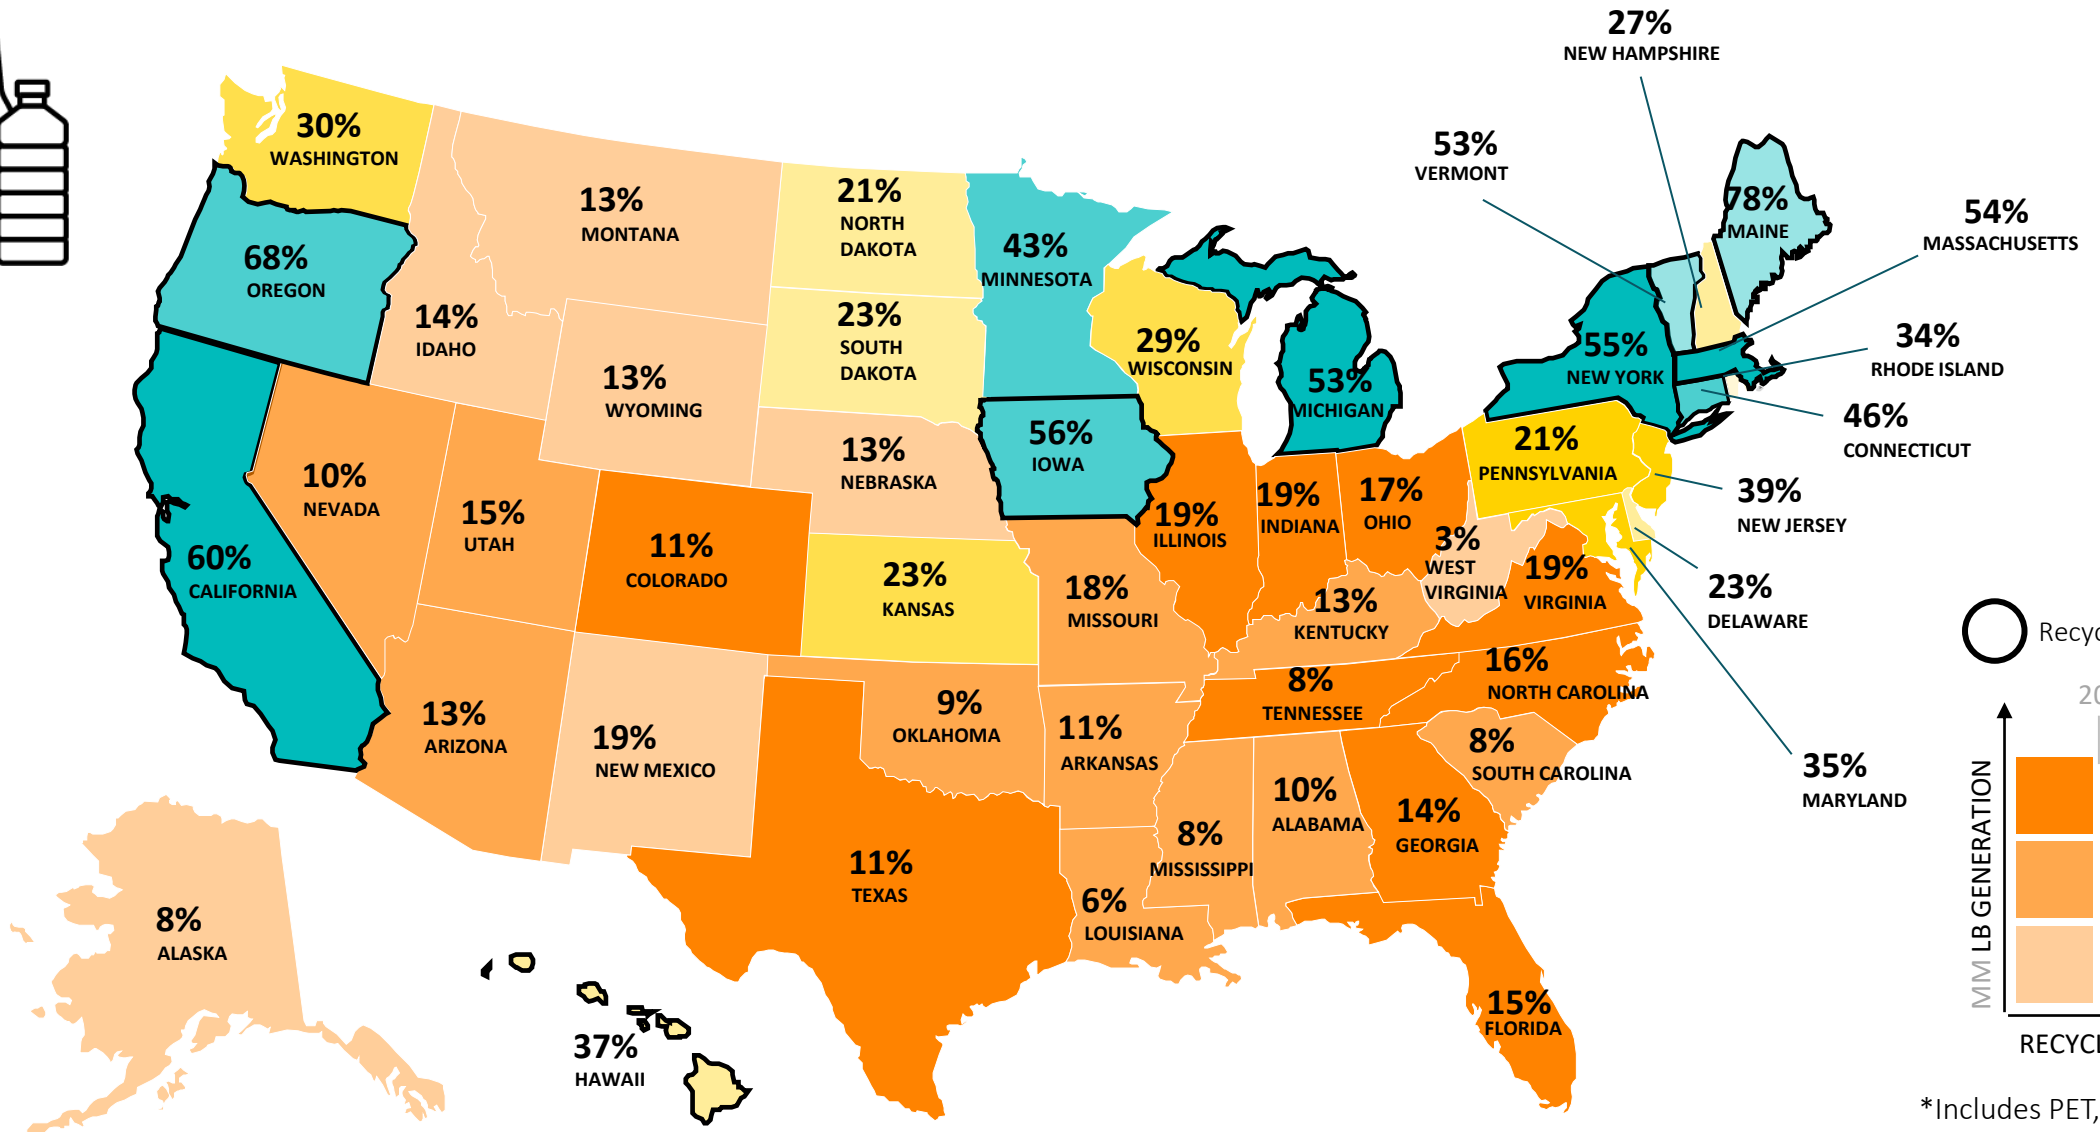 27%
NEW HAMPSHIRE
53%
VERMONT
78%
MAINE
54%
MASSACHUSETTS
30%
WASHINGTON
13%
MONTANA
21%
NORTH
DAKOTA
43%
MINNESOTA
68%
OREGON
14%
IDAHO
23%
SOUTH
DAKOTA
29%
WISCONSIN
53%
MICHIGAN
55%
NEW YORK
34%
RHODE ISLAND
46%
CONNECTICUT
13%
WYOMING
13%
NEBRASKA
56%
IOWA
21%
PENNSYLVANIA
39%
NEW JERSEY
10%
NEVADA
15%
UTAH
11%
COLORADO
19%
ILLINOIS
19%
INDIANA
17%
OHIO
3%
WEST
VIRGINIA
19%
VIRGINIA
23%
DELAWARE
60%
CALIFORNIA
23%
KANSAS
18%
MISSOURI
13%
KENTUCKY
Recyc
16%
NORTH CAROLINA
8%
TENNESSEE
20
13%
ARIZONA
19%
NEW MEXICO
9%
OKLAHOMA
11%
ARKANSAS
8%
SOUTH CAROLINA
35%
MARYLAND
10%
ALABAMA
14%
GEORGIA
8%
MISSISSIPPI
11%
TEXAS
6%
LOUISIANA
8%
ALASKA
15%
FLORIDA
37%
HAWAII
MM LB GENERATION
RECYCL
*Includes PET,